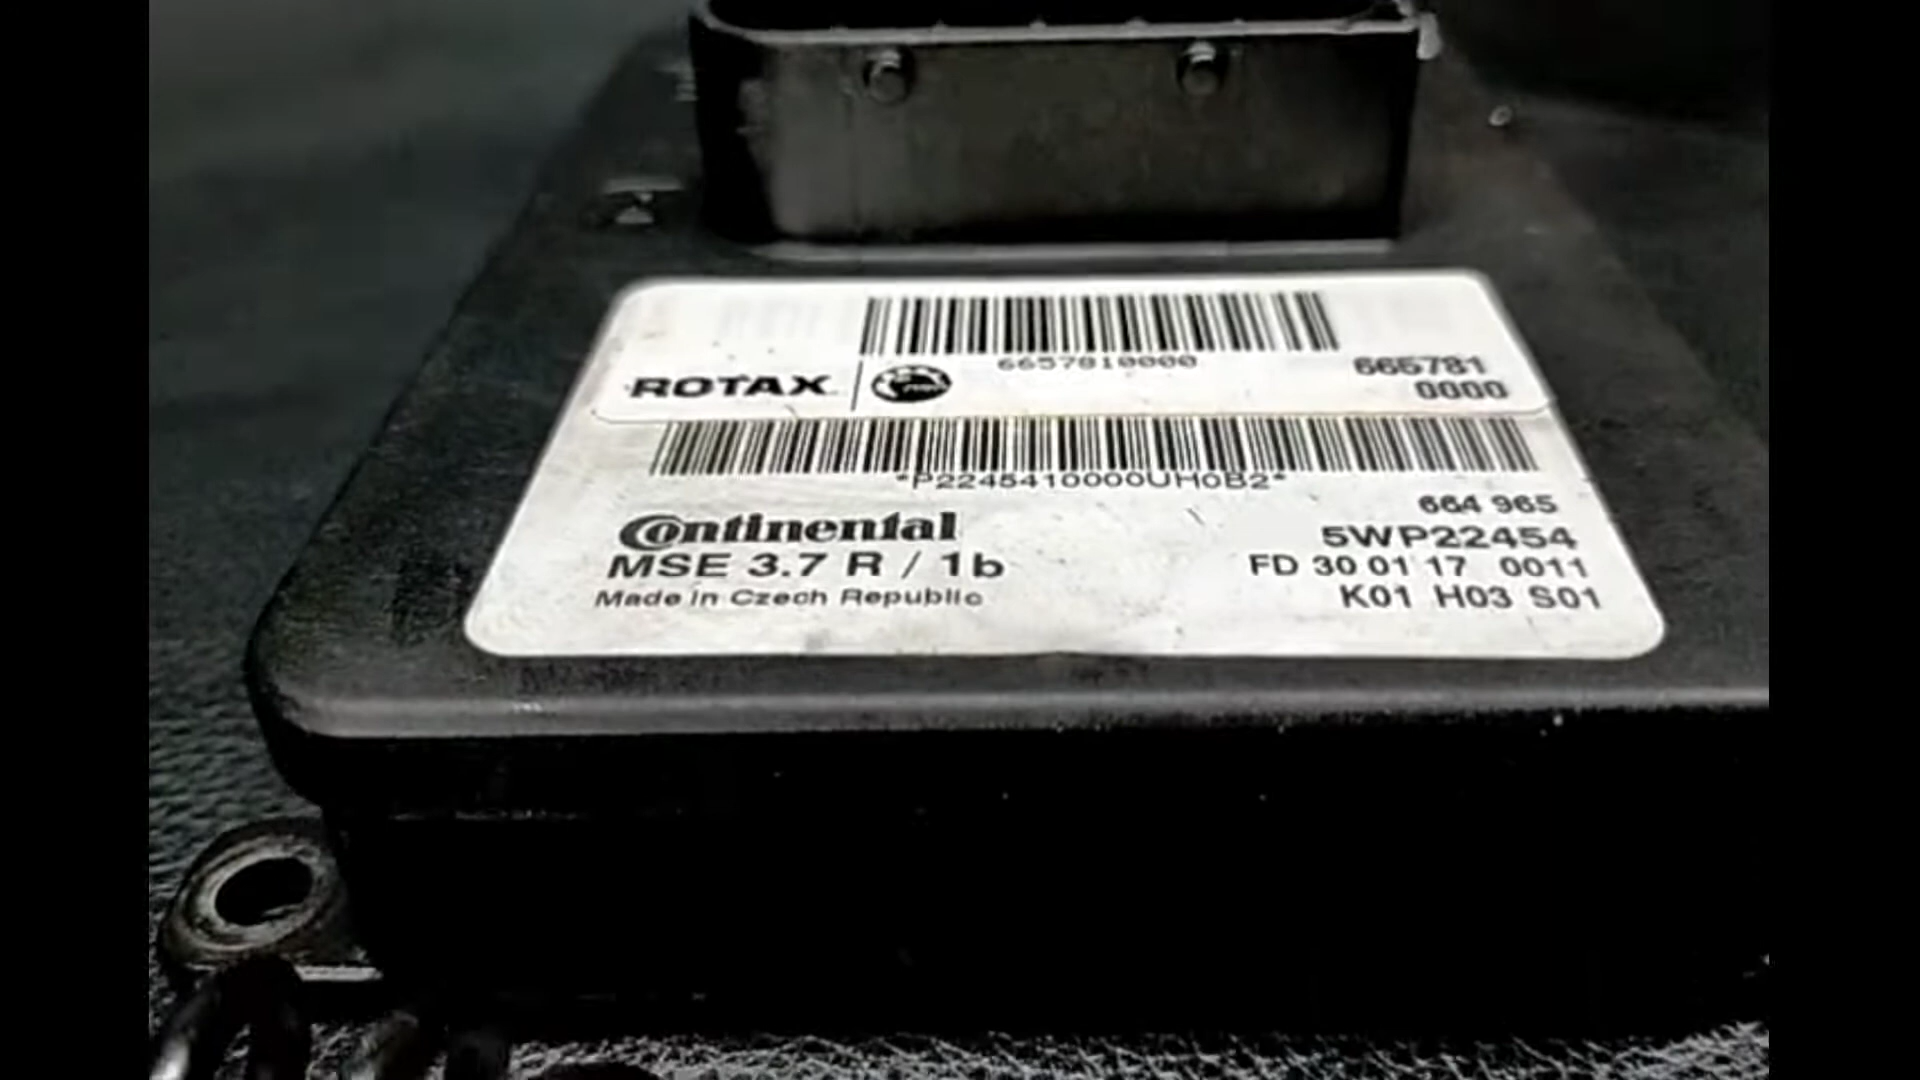 6657810000
665781
0000
ROTAX
*P2245410000UH0B2*
664 965
Continental
5WP22454
MSE 3.7 R / 1b
FD 30 01 17 0011
Made in Czech Republic
K01 H03 S01